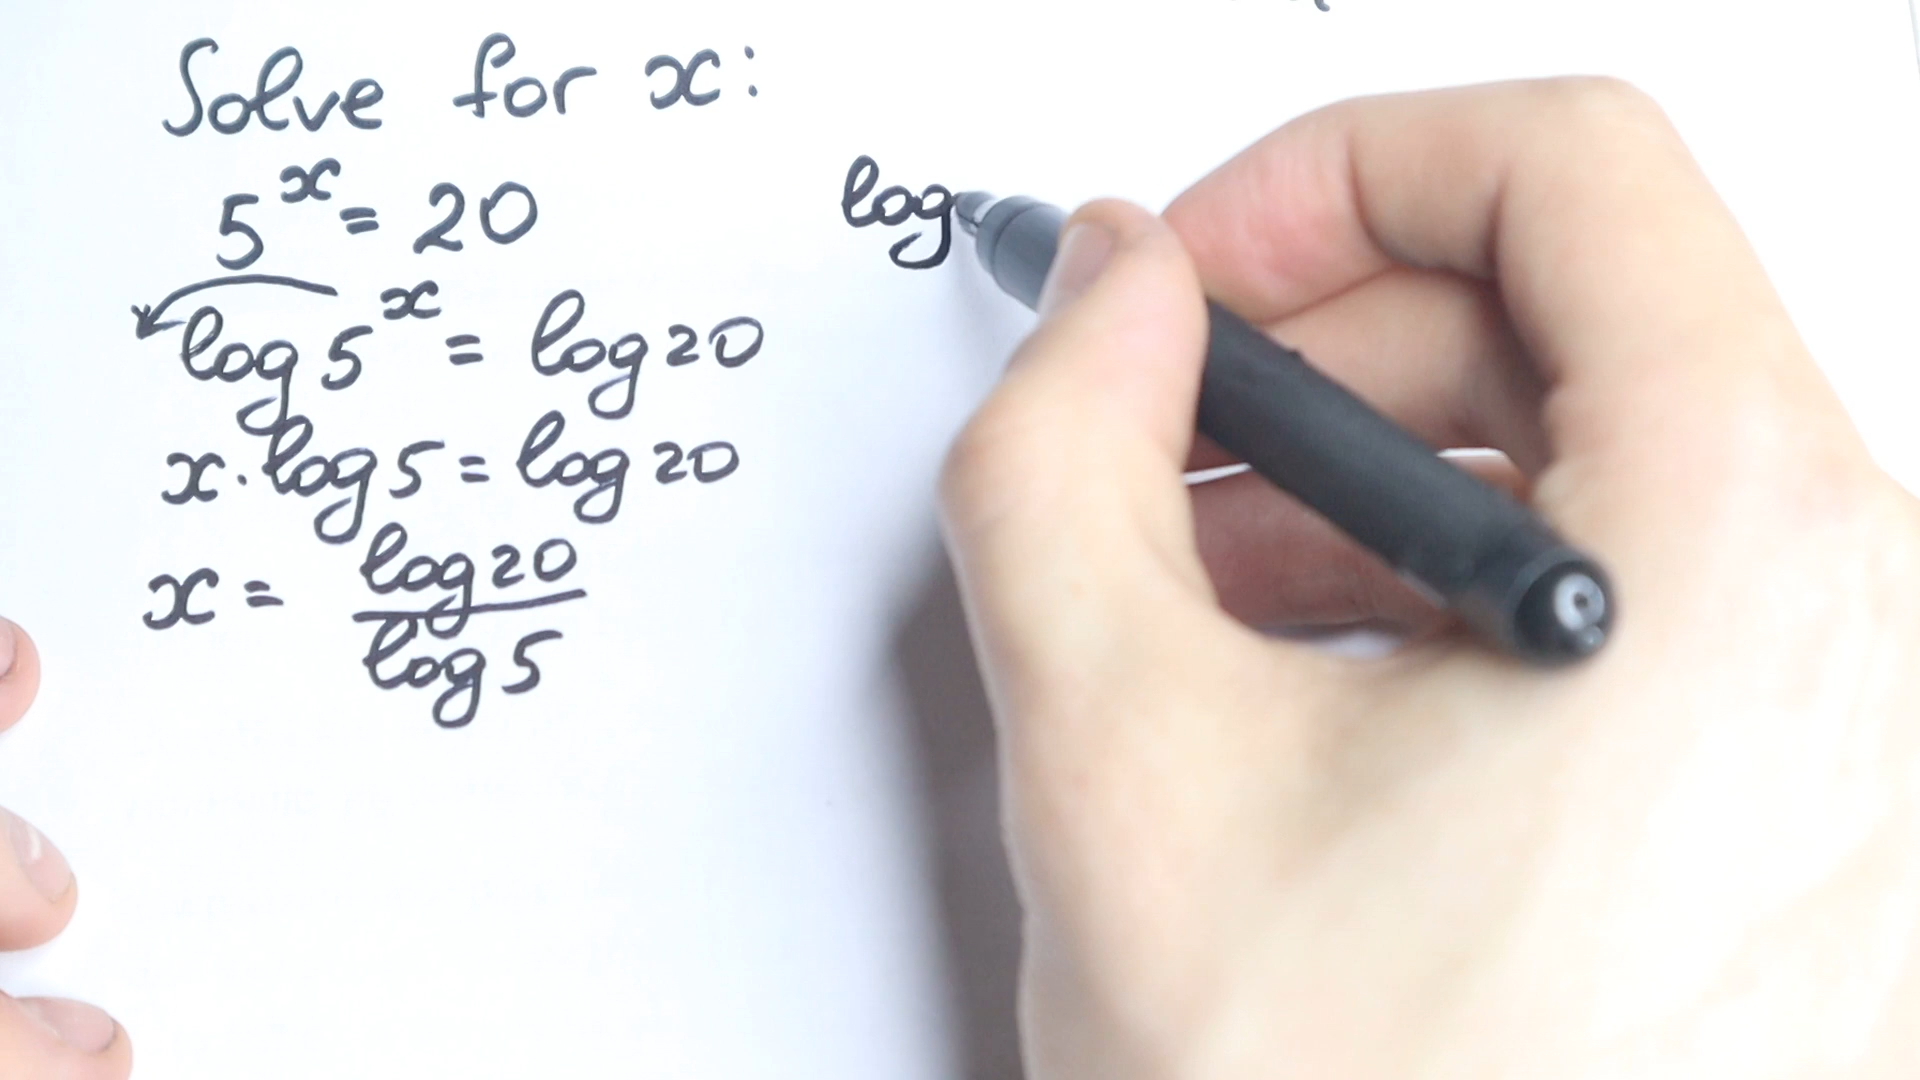 Solve for x:
5^x = 20
log 5^x = log 20
x · log 5 = log 20
x = log 20 / log 5
log